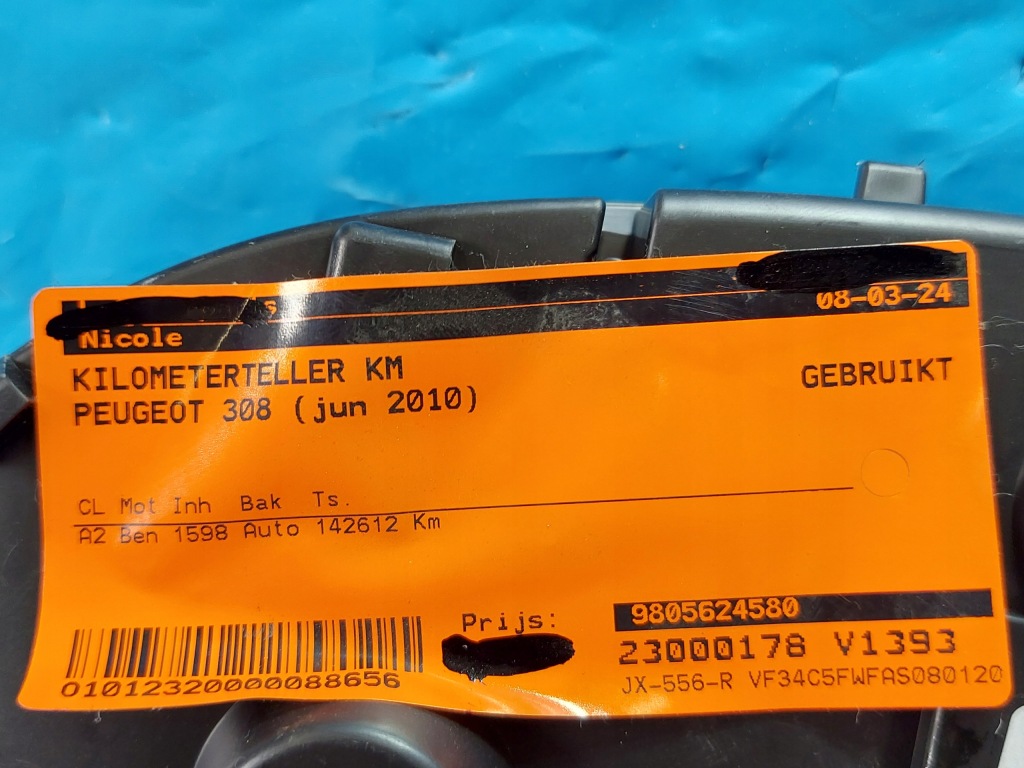 08-03-24
Nicole
KILOMETERTELLER KM
GEBRUIKT
PEUGEOT 308 (jun 2010)
CL Mot Inh Bak Ts.
A2 Ben 1598 Auto 142612 Km
Prijs:
9805624580
23000178 V1393
01012320000088656
JX-556-R VF34C5FWFAS080120